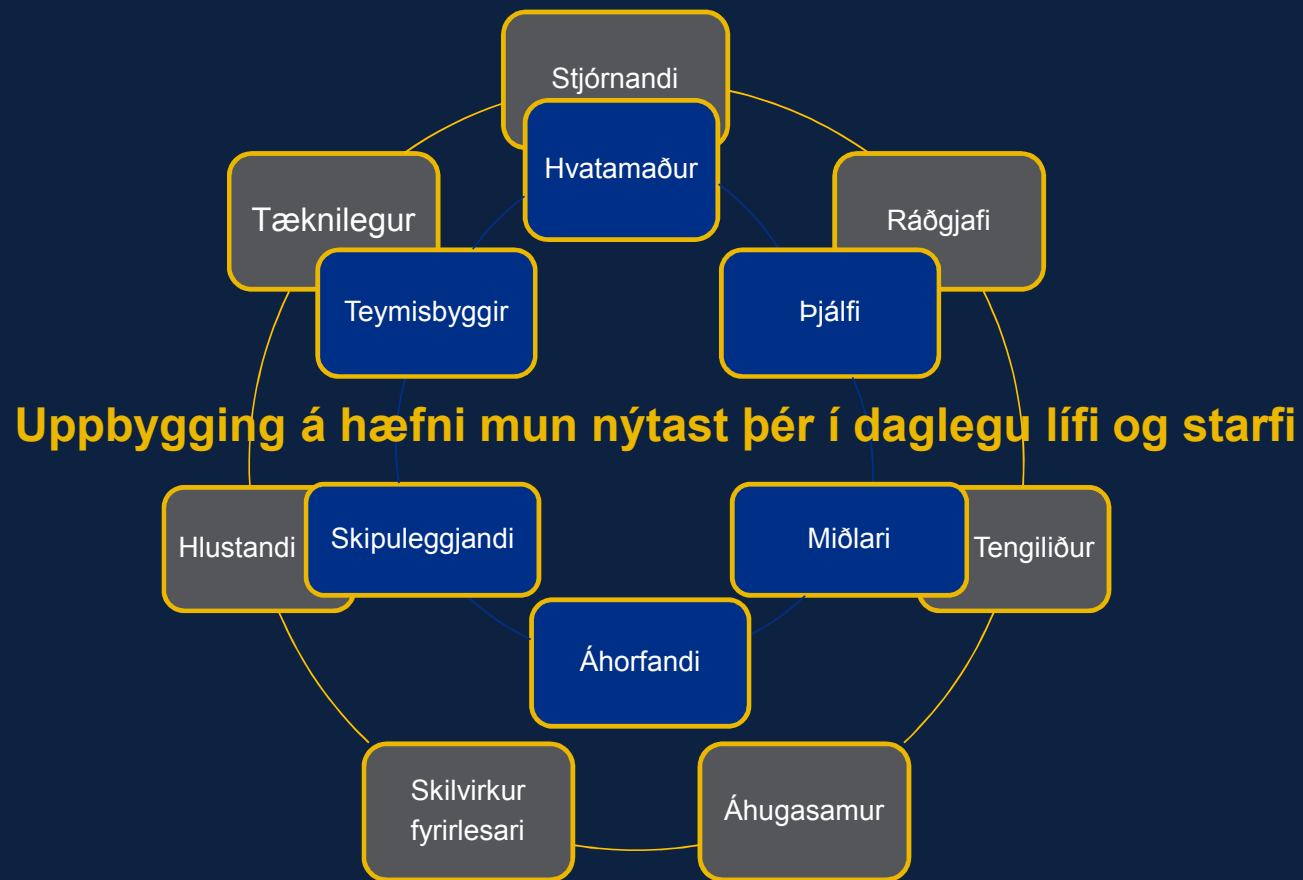 Stjórnandi
Hvatamaður
Tæknilegur
Ráðgjafi
Teymisbyggir
Þjálfi
Uppbygging á hæfni mun nýtast þér í daglegu lífi og starfi
Hlustandi
Skipuleggjandi
Miðlari
Tengiliður
Áhorfandi
Skilvirkur
fyrirlesari
Áhugasamur